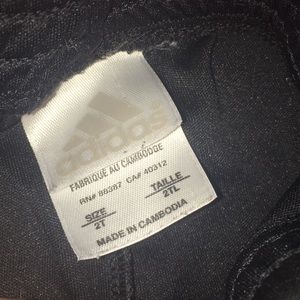 adidas
FABRIQUE AU CAMBODGE
RN# 88387 CA# 40312
SIZE TAILLE
2T 2TL
MADE IN CAMBODIA